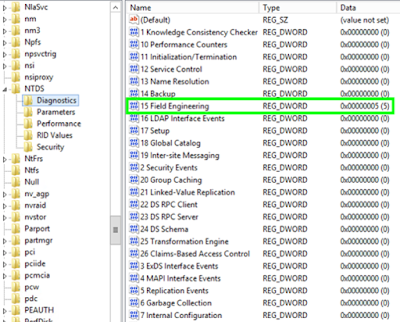 NlaSvc
nm
nm3
Npfs
npsvctrig
nsi
nsiproxy
NTDS
Diagnostics
Parameters
Performance
RID Values
Security
NtFrs
Ntfs
Null
nv_agp
nvraid
nvstor
Parport
partmgr
pci
pciide
pcmcia
pcw
pdc
PEAUTH
PerfDisk
Name Type Data
(Default) REG_SZ (value not set)
1 Knowledge Consistency Checker REG_DWORD 0x00000000 (0)
10 Performance Counters REG_DWORD 0x00000000 (0)
11 Initialization/Termination REG_DWORD 0x00000000 (0)
12 Service Control REG_DWORD 0x00000000 (0)
13 Name Resolution REG_DWORD 0x00000000 (0)
14 Backup REG_DWORD 0x00000000 (0)
15 Field Engineering REG_DWORD 0x00000005 (5)
16 LDAP Interface Events REG_DWORD 0x00000000 (0)
17 Setup REG_DWORD 0x00000000 (0)
18 Global Catalog REG_DWORD 0x00000000 (0)
19 Inter-site Messaging REG_DWORD 0x00000000 (0)
2 Security Events REG_DWORD 0x00000000 (0)
20 Group Caching REG_DWORD 0x00000000 (0)
21 Linked-Value Replication REG_DWORD 0x00000000 (0)
22 DS RPC Client REG_DWORD 0x00000000 (0)
23 DS RPC Server REG_DWORD 0x00000000 (0)
24 DS Schema REG_DWORD 0x00000000 (0)
25 Transformation Engine REG_DWORD 0x00000000 (0)
26 Claims-Based Access Control REG_DWORD 0x00000000 (0)
3 ExDS Interface Events REG_DWORD 0x00000000 (0)
4 MAPI Interface Events REG_DWORD 0x00000000 (0)
5 Replication Events REG_DWORD 0x00000000 (0)
6 Garbage Collection REG_DWORD 0x00000000 (0)
7 Internal Configuration REG_DWORD 0x00000000 (0)